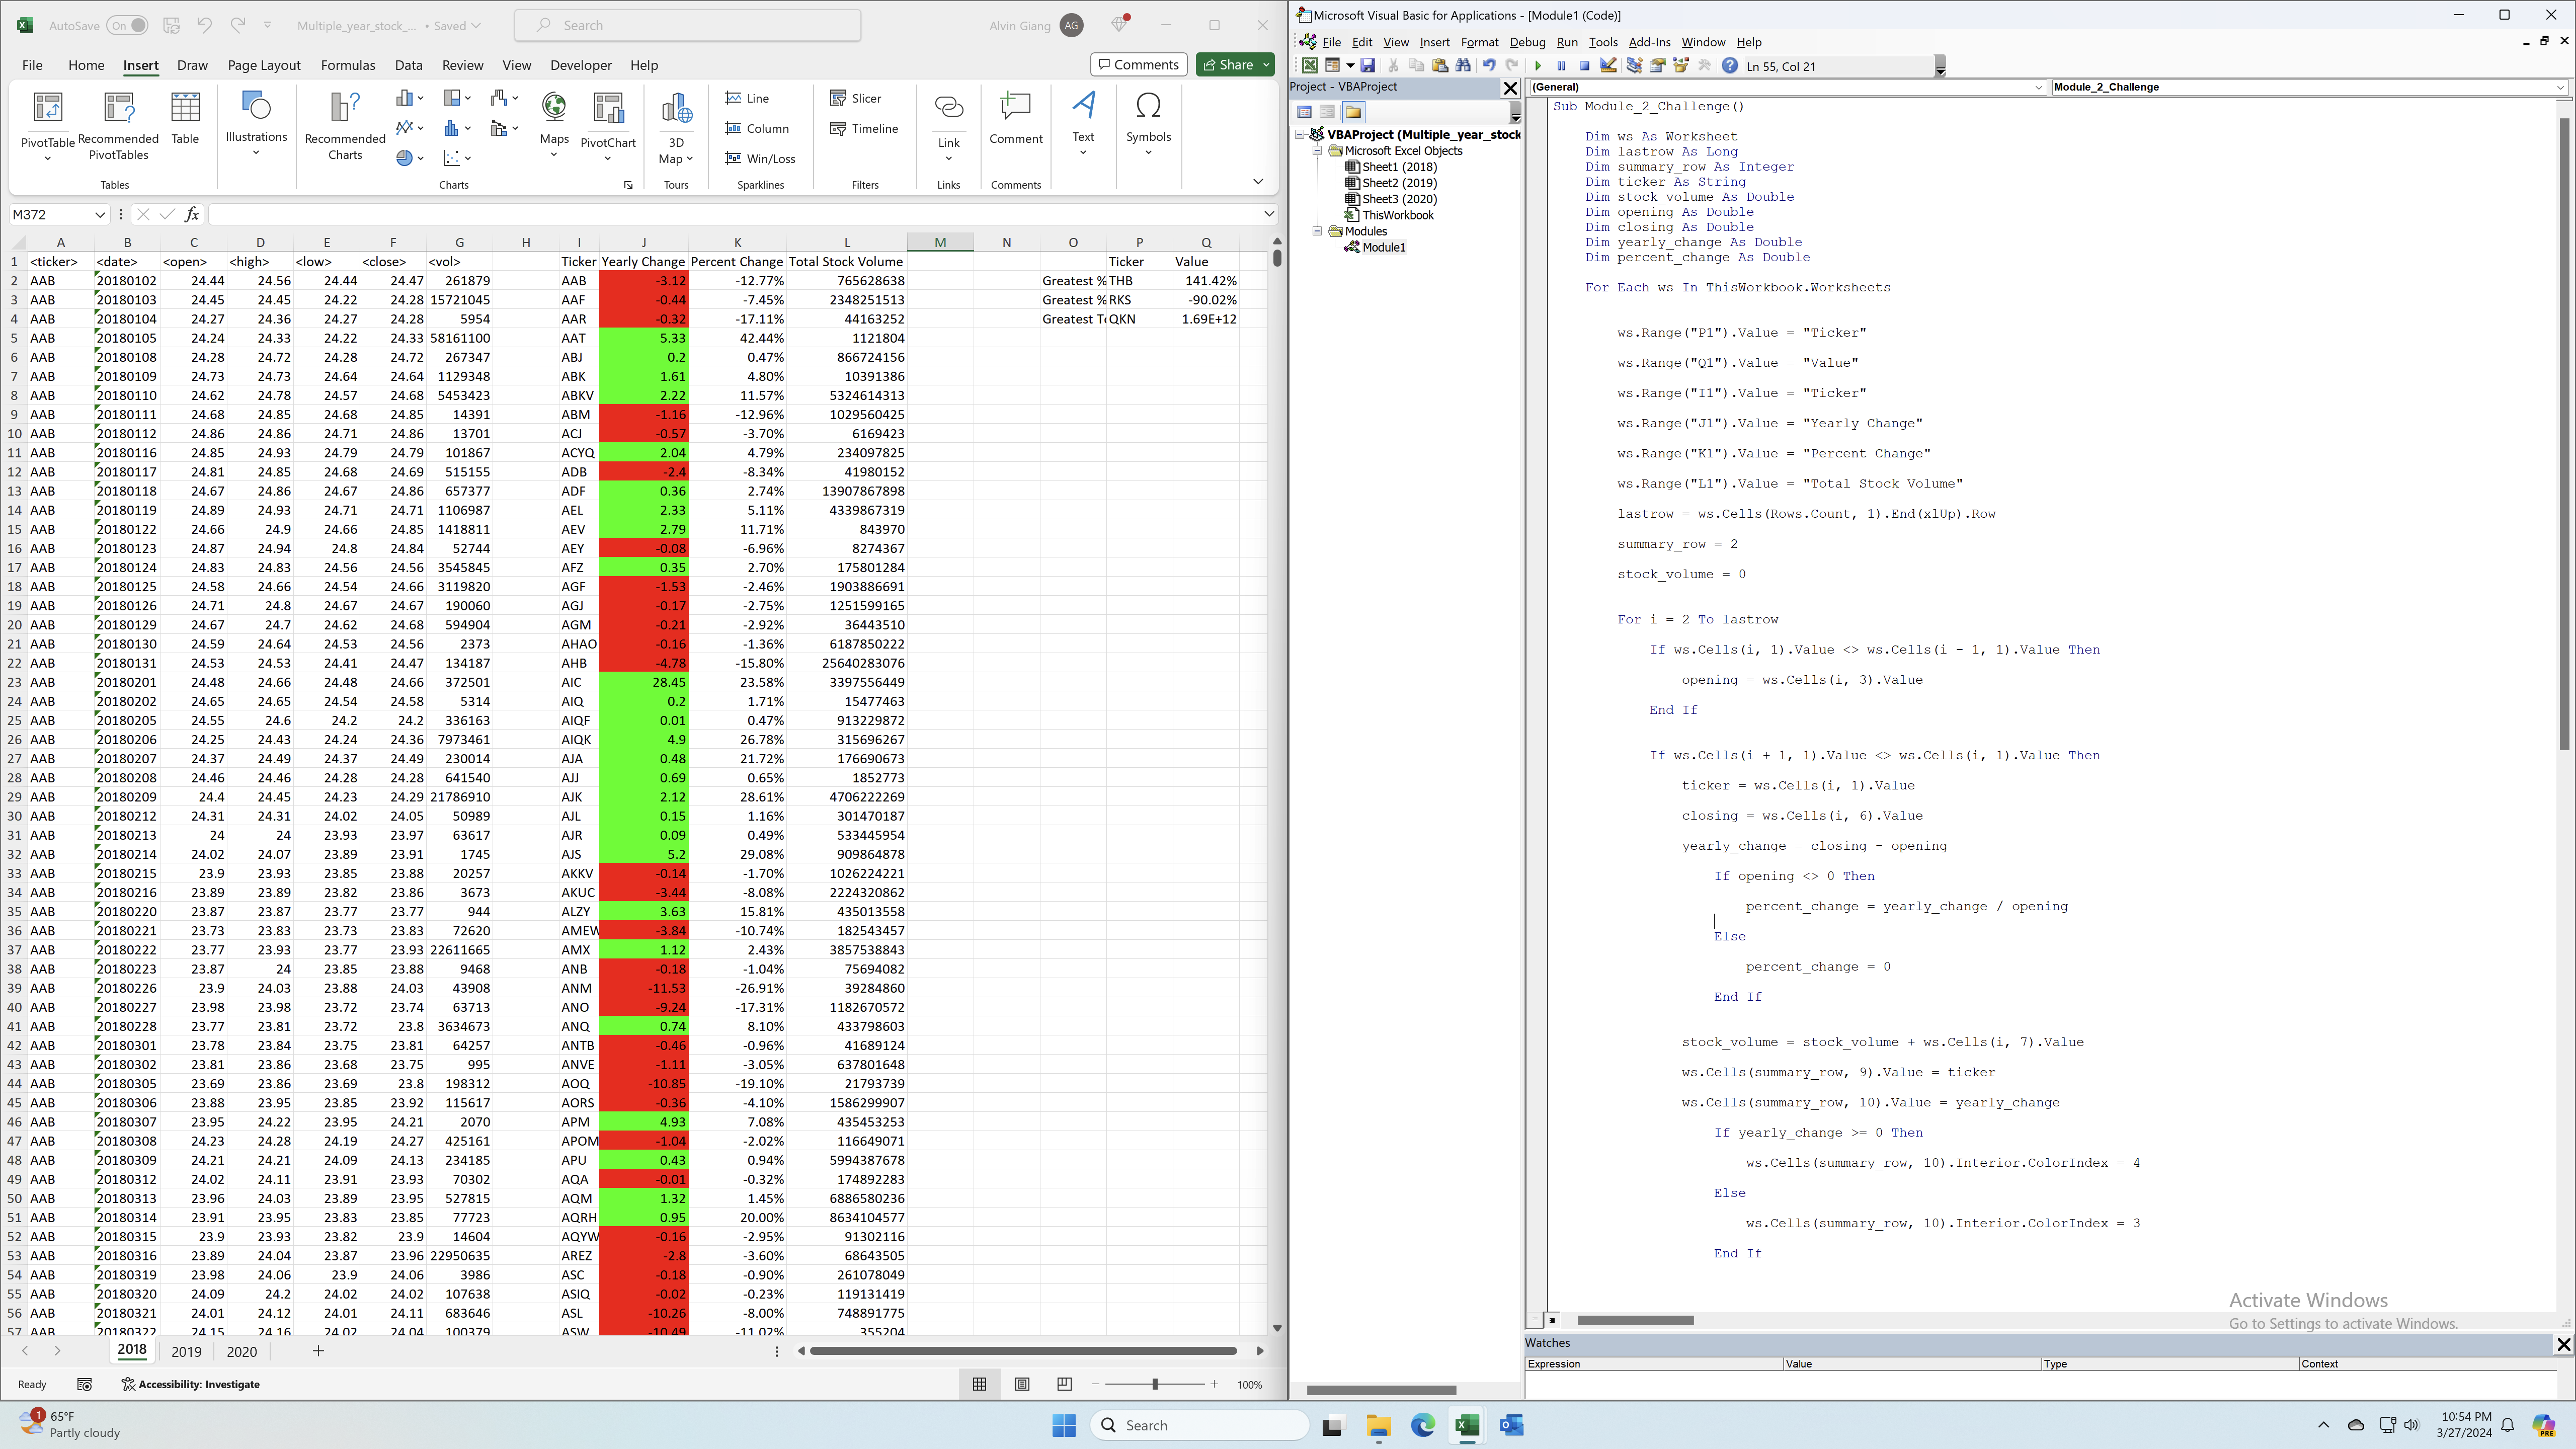 AutoSave On Multiple_year_stock_... • Saved Search Alvin Giang AG
File Home Insert Draw Page Layout Formulas Data Review View Developer Help Comments Share
PivotTable Recommended PivotTables Table Illustrations Recommended Charts Maps PivotChart 3D Map Line Column Win/Loss Slicer Timeline Link Comment Text Symbols
Tables Charts Tours Sparklines Filters Links Comments
M372 fx
A B C D E F G H I J K L M N O P Q
1 <ticker> <date> <open> <high> <low> <close> <vol> Ticker Yearly Change Percent Change Total Stock Volume Ticker Value
2 AAB 20180102 24.44 24.56 24.44 24.47 261879 AAB -3.12 -12.77% 765628638 Greatest % THB 141.42%
3 AAB 20180103 24.45 24.45 24.22 24.28 15721045 AAF -0.44 -7.45% 2348251513 Greatest % RKS -90.02%
4 AAB 20180104 24.27 24.36 24.27 24.28 5954 AAR -0.32 -17.11% 44163252 Greatest To QKN 1.69E+12
5 AAB 20180105 24.24 24.33 24.22 24.33 58161100 AAT 5.33 42.44% 1121804
6 AAB 20180108 24.28 24.72 24.28 24.72 267347 ABJ 0.2 0.47% 866724156
7 AAB 20180109 24.73 24.73 24.64 24.64 1129348 ABK 1.61 4.80% 10391386
8 AAB 20180110 24.62 24.78 24.57 24.68 5453423 ABKV 2.22 11.57% 5324614313
9 AAB 20180111 24.68 24.85 24.68 24.85 14391 ABM -1.16 -12.96% 1029560425
10 AAB 20180112 24.86 24.86 24.71 24.86 13701 ACJ -0.57 -3.70% 6169423
11 AAB 20180116 24.85 24.93 24.79 24.79 101867 ACYQ 2.04 4.79% 234097825
12 AAB 20180117 24.81 24.85 24.68 24.69 515155 ADB -2.4 -8.34% 41980152
13 AAB 20180118 24.67 24.86 24.67 24.86 657377 ADF 0.36 2.74% 13907867898
14 AAB 20180119 24.89 24.93 24.71 24.71 1106987 AEL 2.33 5.11% 4339867319
15 AAB 20180122 24.66 24.9 24.66 24.85 1418811 AEV 2.79 11.71% 843970
16 AAB 20180123 24.87 24.94 24.8 24.84 52744 AEY -0.08 -6.96% 8274367
17 AAB 20180124 24.83 24.83 24.56 24.56 3545845 AFZ 0.35 2.70% 175801284
18 AAB 20180125 24.58 24.66 24.54 24.66 3119820 AGF -1.53 -2.46% 1903886691
19 AAB 20180126 24.71 24.8 24.67 24.67 190060 AGJ -0.17 -2.75% 1251599165
20 AAB 20180129 24.67 24.7 24.62 24.68 594904 AGM -0.21 -2.92% 36443510
21 AAB 20180130 24.59 24.64 24.53 24.56 2373 AHAO -0.16 -1.36% 6187850222
22 AAB 20180131 24.53 24.53 24.41 24.47 134187 AHB -4.78 -15.80% 25640283076
23 AAB 20180201 24.48 24.66 24.48 24.66 372501 AIC 28.45 23.58% 3397556449
24 AAB 20180202 24.65 24.65 24.54 24.58 5314 AIQ 0.2 1.71% 15477463
25 AAB 20180205 24.55 24.6 24.2 24.2 336163 AIQF 0.01 0.47% 913229872
26 AAB 20180206 24.25 24.43 24.24 24.36 7973461 AIQK 4.9 26.78% 315696267
27 AAB 20180207 24.37 24.49 24.37 24.49 230014 AJA 0.48 21.72% 176690673
28 AAB 20180208 24.46 24.46 24.28 24.28 641540 AJJ 0.69 0.65% 1852773
29 AAB 20180209 24.4 24.45 24.23 24.29 21786910 AJK 2.12 28.61% 4706222269
30 AAB 20180212 24.31 24.31 24.02 24.05 50989 AJL 0.15 1.16% 301470187
31 AAB 20180213 24 24 23.93 23.97 63617 AJR 0.09 0.49% 533445954
32 AAB 20180214 24.02 24.07 23.89 23.91 1745 AJS 5.2 29.08% 909864878
33 AAB 20180215 23.9 23.93 23.85 23.88 20257 AKKV -0.14 -1.70% 1026224221
34 AAB 20180216 23.89 23.89 23.82 23.86 3673 AKUC -3.44 -8.08% 2224320862
35 AAB 20180220 23.87 23.87 23.77 23.77 944 ALZY 3.63 15.81% 435013558
36 AAB 20180221 23.73 23.83 23.73 23.83 72620 AMEW -3.84 -10.74% 182543457
37 AAB 20180222 23.77 23.93 23.77 23.93 22611665 AMX 1.12 2.43% 3857538843
38 AAB 20180223 23.87 24 23.85 23.88 9468 ANB -0.18 -1.04% 75694082
39 AAB 20180226 23.9 24.03 23.88 24.03 43908 ANM -11.53 -26.91% 39284860
40 AAB 20180227 23.98 23.98 23.72 23.74 63713 ANO -9.24 -17.31% 1182670572
41 AAB 20180228 23.77 23.81 23.72 23.8 3634673 ANQ 0.74 8.10% 433798603
42 AAB 20180301 23.78 23.84 23.75 23.81 64257 ANTB -0.46 -0.96% 41689124
43 AAB 20180302 23.81 23.86 23.68 23.75 995 ANVE -1.11 -3.05% 637801648
44 AAB 20180305 23.69 23.86 23.69 23.8 198312 AOQ -10.85 -19.10% 21793739
45 AAB 20180306 23.88 23.95 23.85 23.92 115617 AORS -0.36 -4.10% 1586299907
46 AAB 20180307 23.95 24.22 23.95 24.21 2070 APM 4.93 7.08% 435453253
47 AAB 20180308 24.23 24.28 24.19 24.27 425161 APOM -1.04 -2.02% 116649071
48 AAB 20180309 24.21 24.21 24.09 24.13 234185 APU 0.43 0.94% 5994387678
49 AAB 20180312 24.02 24.11 23.91 23.93 70302 AQA -0.01 -0.32% 174892283
50 AAB 20180313 23.96 24.03 23.89 23.95 527815 AQM 1.32 1.45% 6886580236
51 AAB 20180314 23.91 23.95 23.83 23.85 77723 AQRH 0.95 20.00% 8634104577
52 AAB 20180315 23.9 23.93 23.82 23.9 14604 AQYW -0.16 -2.95% 91302116
53 AAB 20180316 23.89 24.04 23.87 23.96 22950635 AREZ -2.8 -3.60% 68643505
54 AAB 20180319 23.98 24.06 23.9 24.06 3986 ASC -0.18 -0.90% 261078049
55 AAB 20180320 24.09 24.2 24.02 24.02 107638 ASIQ -0.02 -0.23% 119131419
56 AAB 20180321 24.01 24.12 24.01 24.11 683646 ASL -10.26 -8.00% 748891775
57 AAB 20180322 24.15 24.16 24.02 24.04 100379 ASW -10.49 -11.02% 355204
2018 2019 2020
Ready Accessibility: Investigate 100%
Microsoft Visual Basic for Applications - [Module1 (Code)]
File Edit View Insert Format Debug Run Tools Add-Ins Window Help
Ln 55, Col 21
Project - VBAProject
VBAProject (Multiple_year_stock
Microsoft Excel Objects
Sheet1 (2018)
Sheet2 (2019)
Sheet3 (2020)
ThisWorkbook
Modules
Module1
(General) Module_2_Challenge
Sub Module_2_Challenge()
Dim ws As Worksheet
Dim lastrow As Long
Dim summary_row As Integer
Dim ticker As String
Dim stock_volume As Double
Dim opening As Double
Dim closing As Double
Dim yearly_change As Double
Dim percent_change As Double
For Each ws In ThisWorkbook.Worksheets
ws.Range("P1").Value = "Ticker"
ws.Range("Q1").Value = "Value"
ws.Range("I1").Value = "Ticker"
ws.Range("J1").Value = "Yearly Change"
ws.Range("K1").Value = "Percent Change"
ws.Range("L1").Value = "Total Stock Volume"
lastrow = ws.Cells(Rows.Count, 1).End(xlUp).Row
summary_row = 2
stock_volume = 0
For i = 2 To lastrow
If ws.Cells(i, 1).Value <> ws.Cells(i - 1, 1).Value Then
opening = ws.Cells(i, 3).Value
End If
If ws.Cells(i + 1, 1).Value <> ws.Cells(i, 1).Value Then
ticker = ws.Cells(i, 1).Value
closing = ws.Cells(i, 6).Value
yearly_change = closing - opening
If opening <> 0 Then
percent_change = yearly_change / opening
Else
percent_change = 0
End If
stock_volume = stock_volume + ws.Cells(i, 7).Value
ws.Cells(summary_row, 9).Value = ticker
ws.Cells(summary_row, 10).Value = yearly_change
If yearly_change >= 0 Then
ws.Cells(summary_row, 10).Interior.ColorIndex = 4
Else
ws.Cells(summary_row, 10).Interior.ColorIndex = 3
End If
Activate Windows
Go to Settings to activate Windows.
Watches
Expression Value Type Context
1 65°F
Partly cloudy
Search
10:54 PM
3/27/2024
PRE